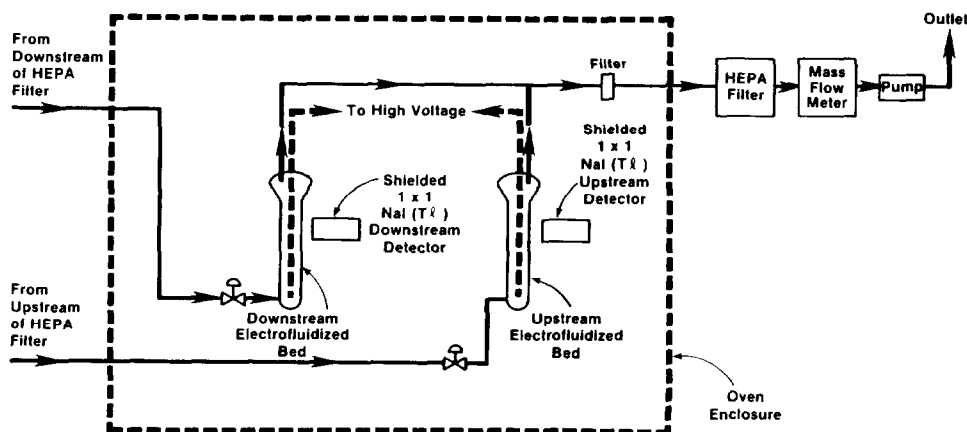 Outlet
From
Downstream
of HEPA
Filter
Filter
HEPA
Filter
Mass
Flow
Meter
Pump
To High Voltage
Shielded
1 x 1
NaI (Tℓ)
Upstream
Detector
Shielded
1 x 1
NaI (Tℓ)
Downstream
Detector
From
Upstream
of HEPA
Filter
Downstream
Electrofluidized
Bed
Upstream
Electrofluidized
Bed
Oven
Enclosure